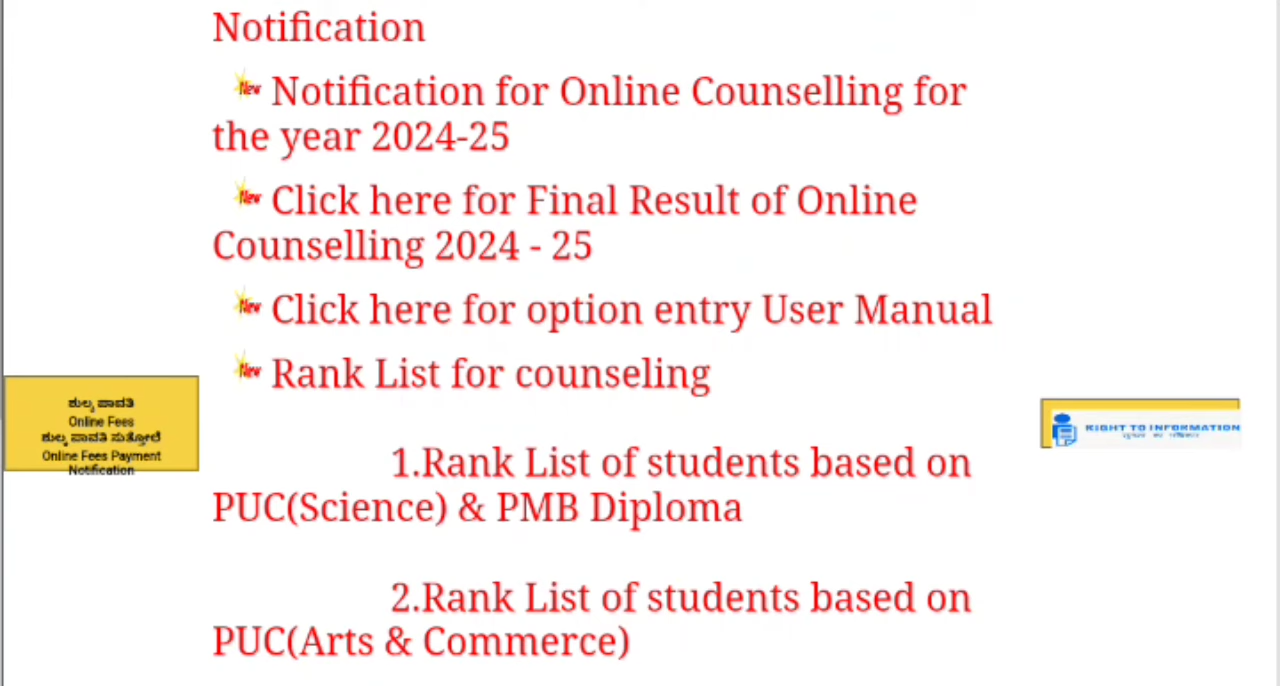 Notification
New Notification for Online Counselling for
the year 2024-25
New Click here for Final Result of Online
Counselling 2024 - 25
New Click here for option entry User Manual
New Rank List for counseling
ಶುಲ್ಕ ಪಾವತಿ
Online Fees
ಶುಲ್ಕ ಪಾವತಿ ಸುತ್ತೋಲೆ
Online Fees Payment
Notification
RIGHT TO INFORMATION
सूचना का अधिकार
1.Rank List of students based on
PUC(Science) & PMB Diploma
2.Rank List of students based on
PUC(Arts & Commerce)